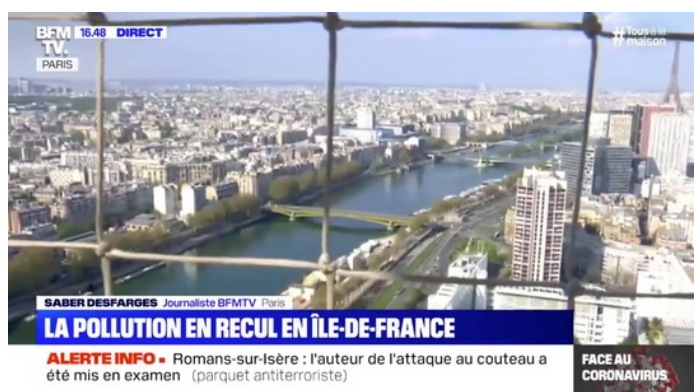 BFM
TV.
PARIS
16.48 DIRECT
#Tous à la
maison
SABER DESFARGES Journaliste BFMTV Paris
LA POLLUTION EN RECUL EN ÎLE-DE-FRANCE
ALERTE INFO Romans-sur-Isère : l'auteur de l'attaque au couteau a
été mis en examen (parquet antiterroriste)
FACE AU
CORONAVIRUS